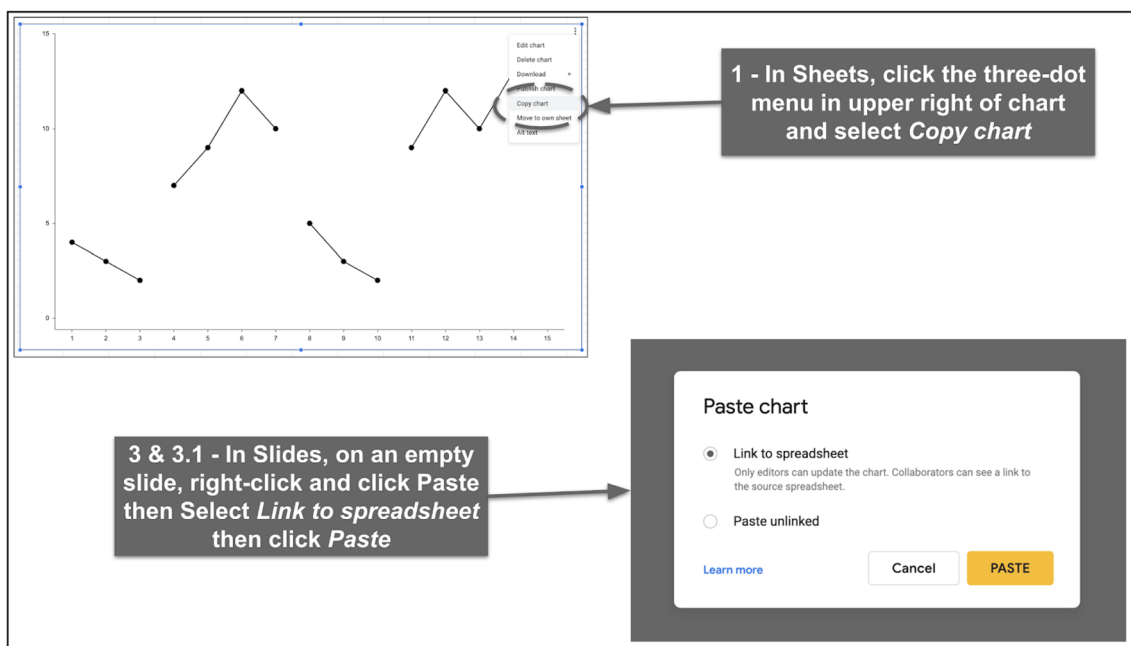 15
10
5
0
1 2 3 4 5 6 7 8 9 10 11 12 13 14 15
Edit chart
Delete chart
Download
Publish chart
Copy chart
Move to own sheet
Alt text
1 - In Sheets, click the three-dot
menu in upper right of chart
and select Copy chart
3 & 3.1 - In Slides, on an empty
slide, right-click and click Paste
then Select Link to spreadsheet
then click Paste
Paste chart
Link to spreadsheet
Only editors can update the chart. Collaborators can see a link to
the source spreadsheet.
Paste unlinked
Learn more Cancel PASTE